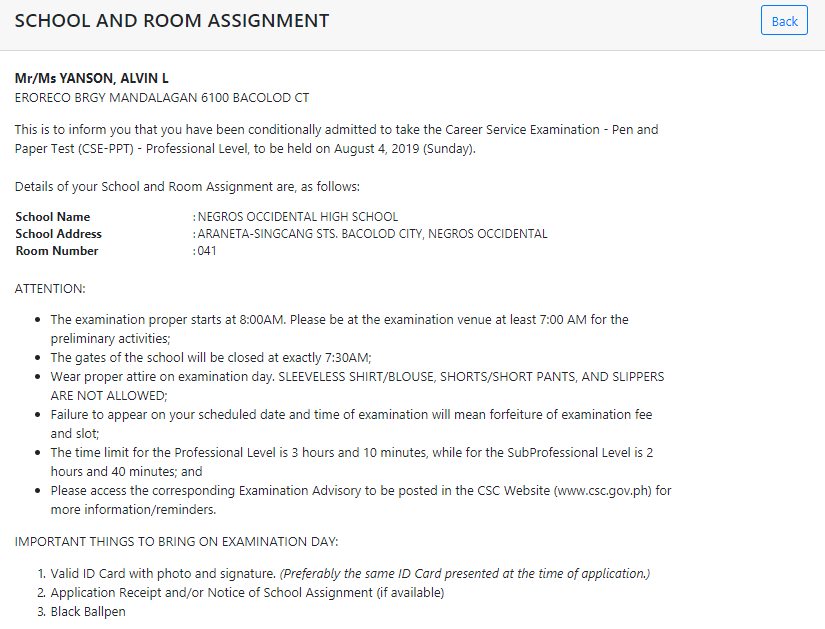 SCHOOL AND ROOM ASSIGNMENT
Back
Mr/Ms YANSON, ALVIN L
ERORECO BRGY MANDALAGAN 6100 BACOLOD CT
This is to inform you that you have been conditionally admitted to take the Career Service Examination - Pen and
Paper Test (CSE-PPT) - Professional Level, to be held on August 4, 2019 (Sunday).
Details of your School and Room Assignment are, as follows:
School Name : NEGROS OCCIDENTAL HIGH SCHOOL
School Address : ARANETA-SINGCANG STS. BACOLOD CITY, NEGROS OCCIDENTAL
Room Number : 041
ATTENTION:
• The examination proper starts at 8:00AM. Please be at the examination venue at least 7:00 AM for the
preliminary activities;
• The gates of the school will be closed at exactly 7:30AM;
• Wear proper attire on examination day. SLEEVELESS SHIRT/BLOUSE, SHORTS/SHORT PANTS, AND SLIPPERS
ARE NOT ALLOWED;
• Failure to appear on your scheduled date and time of examination will mean forfeiture of examination fee
and slot;
• The time limit for the Professional Level is 3 hours and 10 minutes, while for the SubProfessional Level is 2
hours and 40 minutes; and
• Please access the corresponding Examination Advisory to be posted in the CSC Website (www.csc.gov.ph) for
more information/reminders.
IMPORTANT THINGS TO BRING ON EXAMINATION DAY:
1. Valid ID Card with photo and signature. (Preferably the same ID Card presented at the time of application.)
2. Application Receipt and/or Notice of School Assignment (if available)
3. Black Ballpen